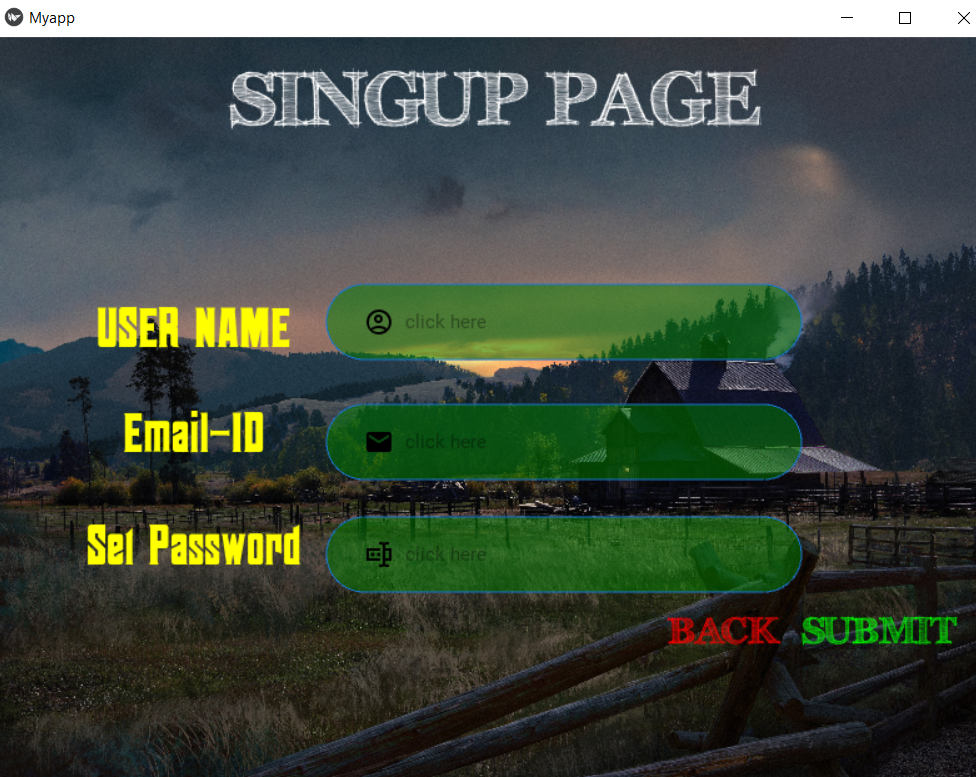 Myapp
SINGUP PAGE
USER NAME
click here
Email-ID
click here
Set Password
click here
BACK SUBMIT